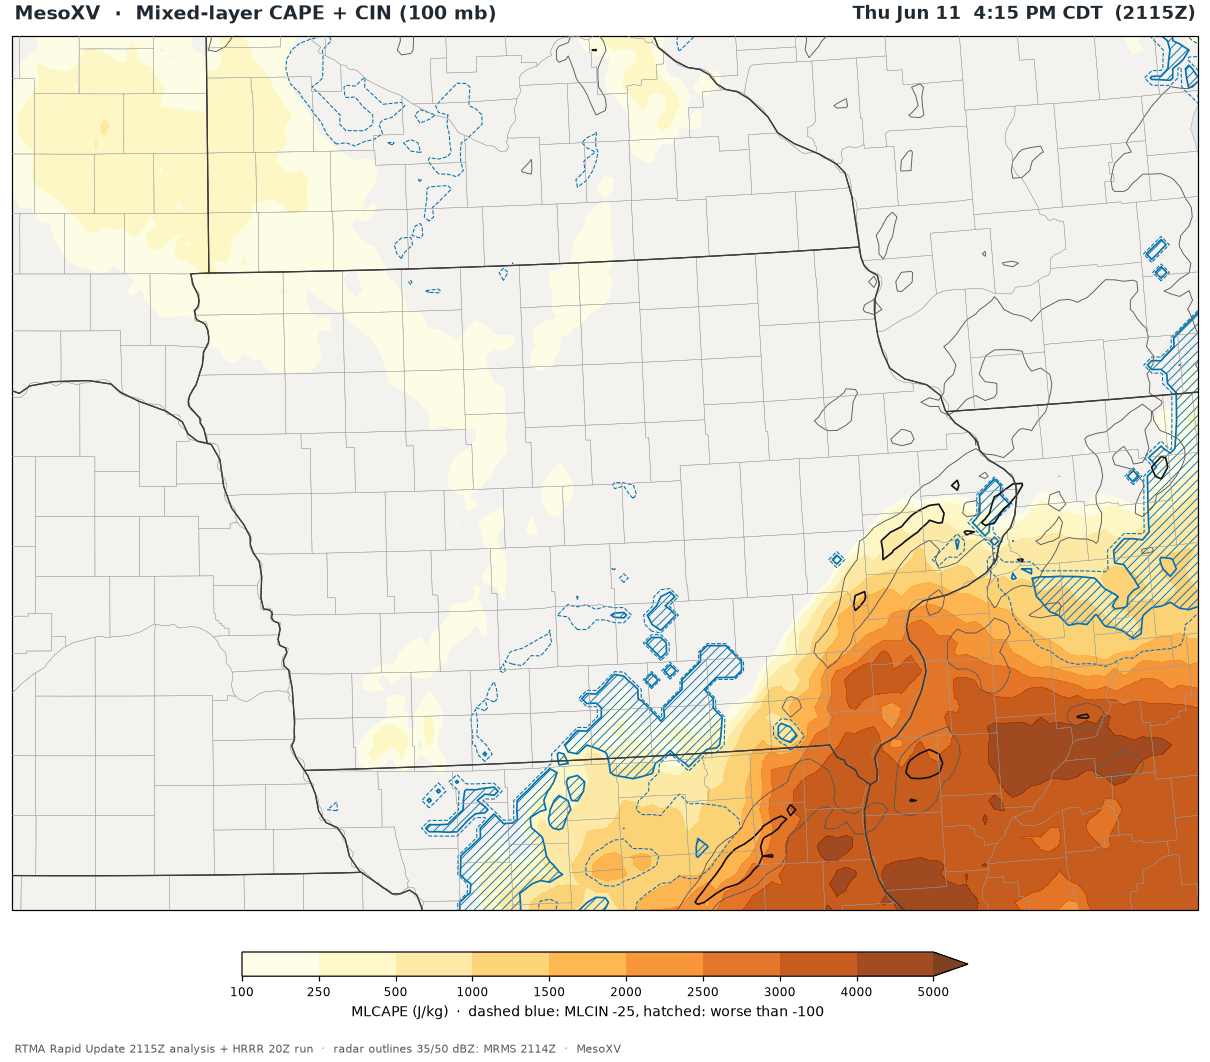 MesoXV · Mixed-layer CAPE + CIN (100 mb)
Thu Jun 11 4:15 PM CDT (2115Z)
100 250 500 1000 1500 2000 2500 3000 4000 5000
MLCAPE (J/kg) · dashed blue: MLCIN -25, hatched: worse than -100
RTMA Rapid Update 2115Z analysis + HRRR 20Z run · radar outlines 35/50 dBZ: MRMS 2114Z · MesoXV